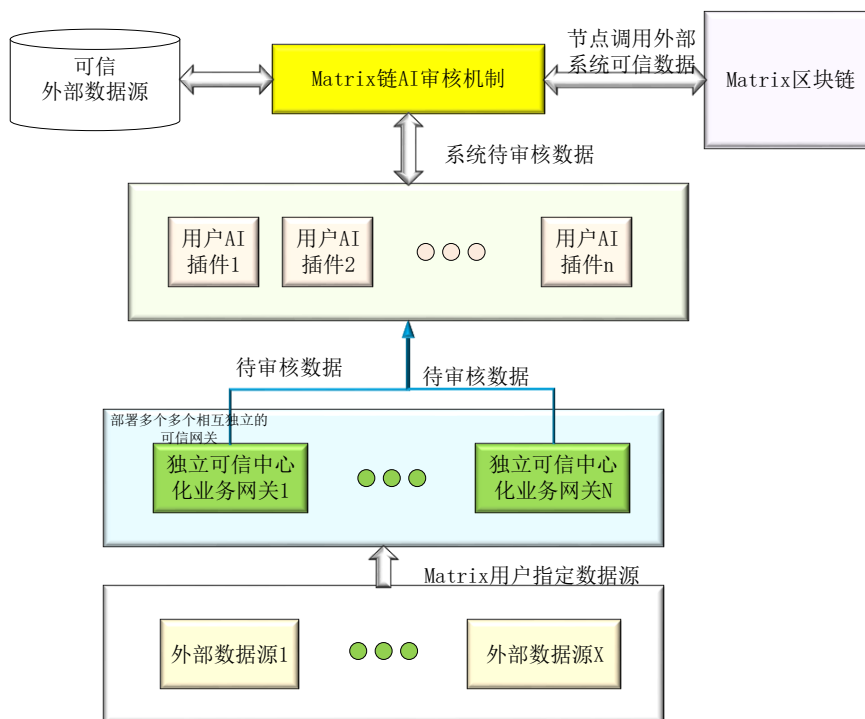 可信
外部数据源
Matrix链AI审核机制
节点调用外部
系统可信数据
Matrix区块链
系统待审核数据
用户AI
插件1
用户AI
插件2
用户AI
插件n
待审核数据
待审核数据
部署多个多个相互独立的
可信网关
独立可信中心
化业务网关1
独立可信中心
化业务网关N
Matrix用户指定数据源
外部数据源1
外部数据源X